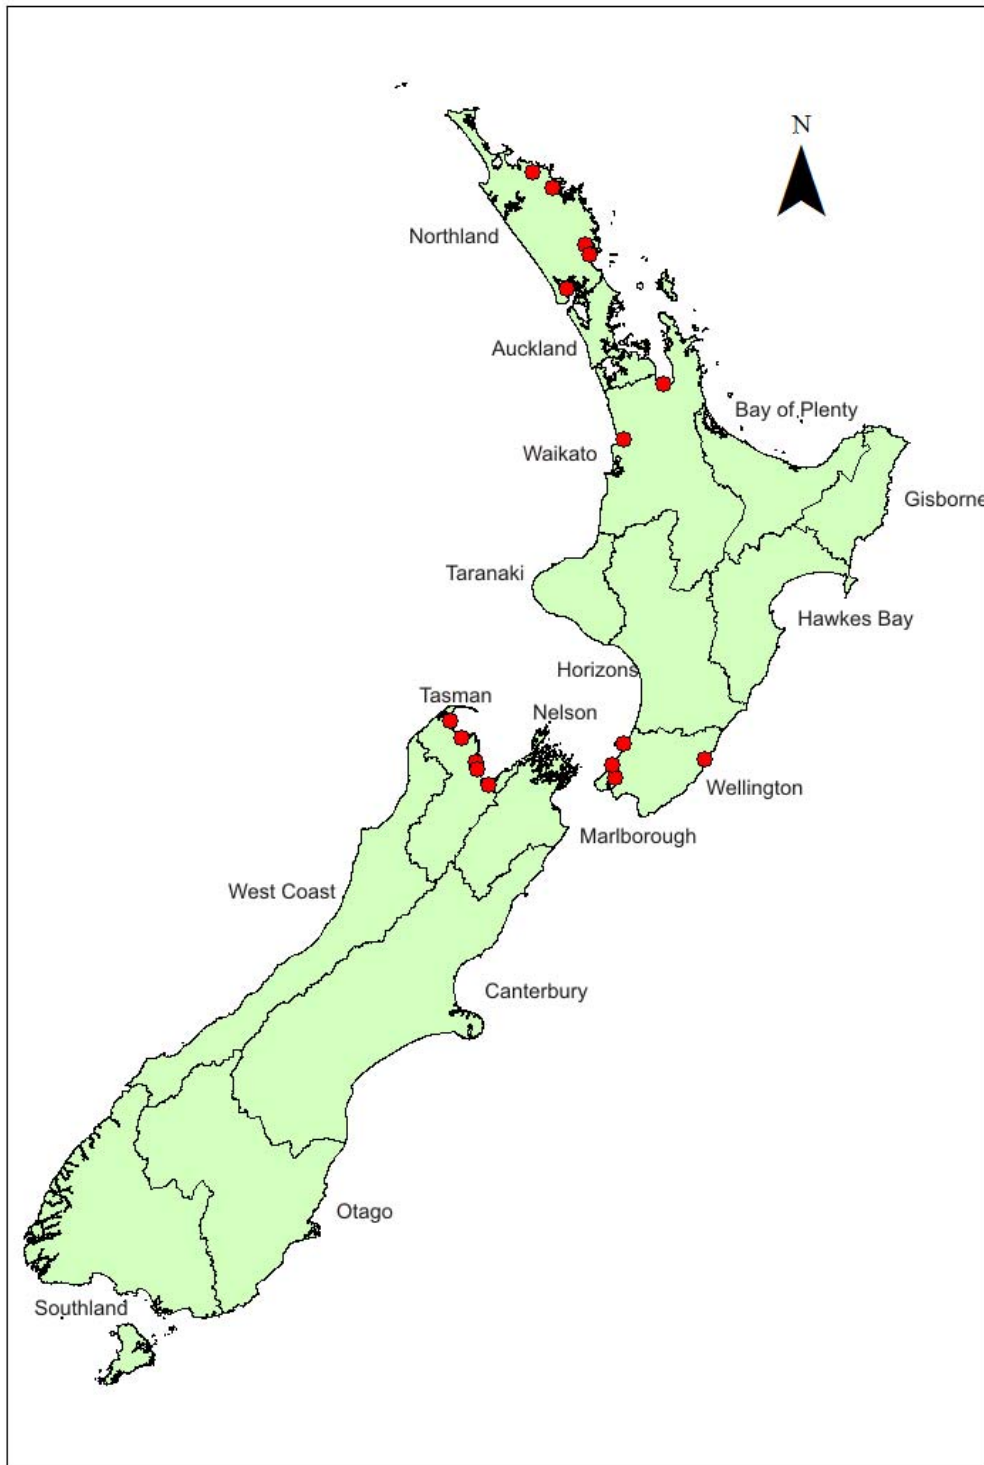 N
Northland
Auckland
Bay of Plenty
Waikato
Gisborne
Taranaki
Hawkes Bay
Horizons
Tasman
Nelson
Wellington
Marlborough
West Coast
Canterbury
Otago
Southland